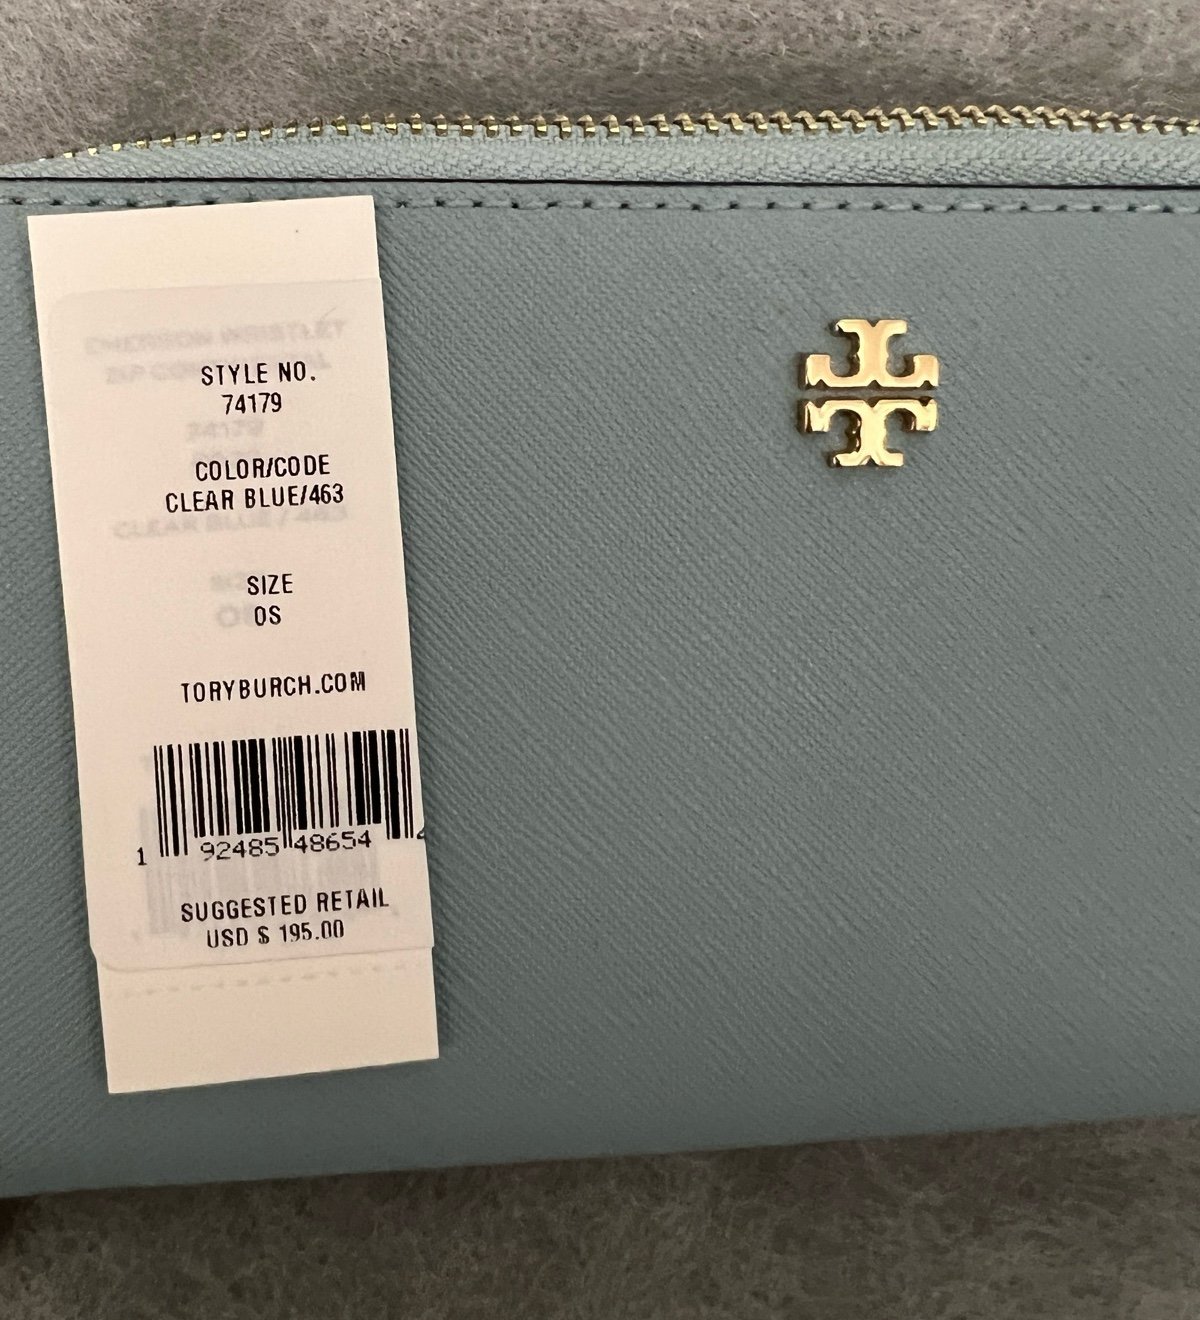 STYLE NO.
74179
COLOR/CODE
CLEAR BLUE/463
SIZE
OS
TORYBURCH.COM
1 92485 48654
SUGGESTED RETAIL
USD $ 195.00